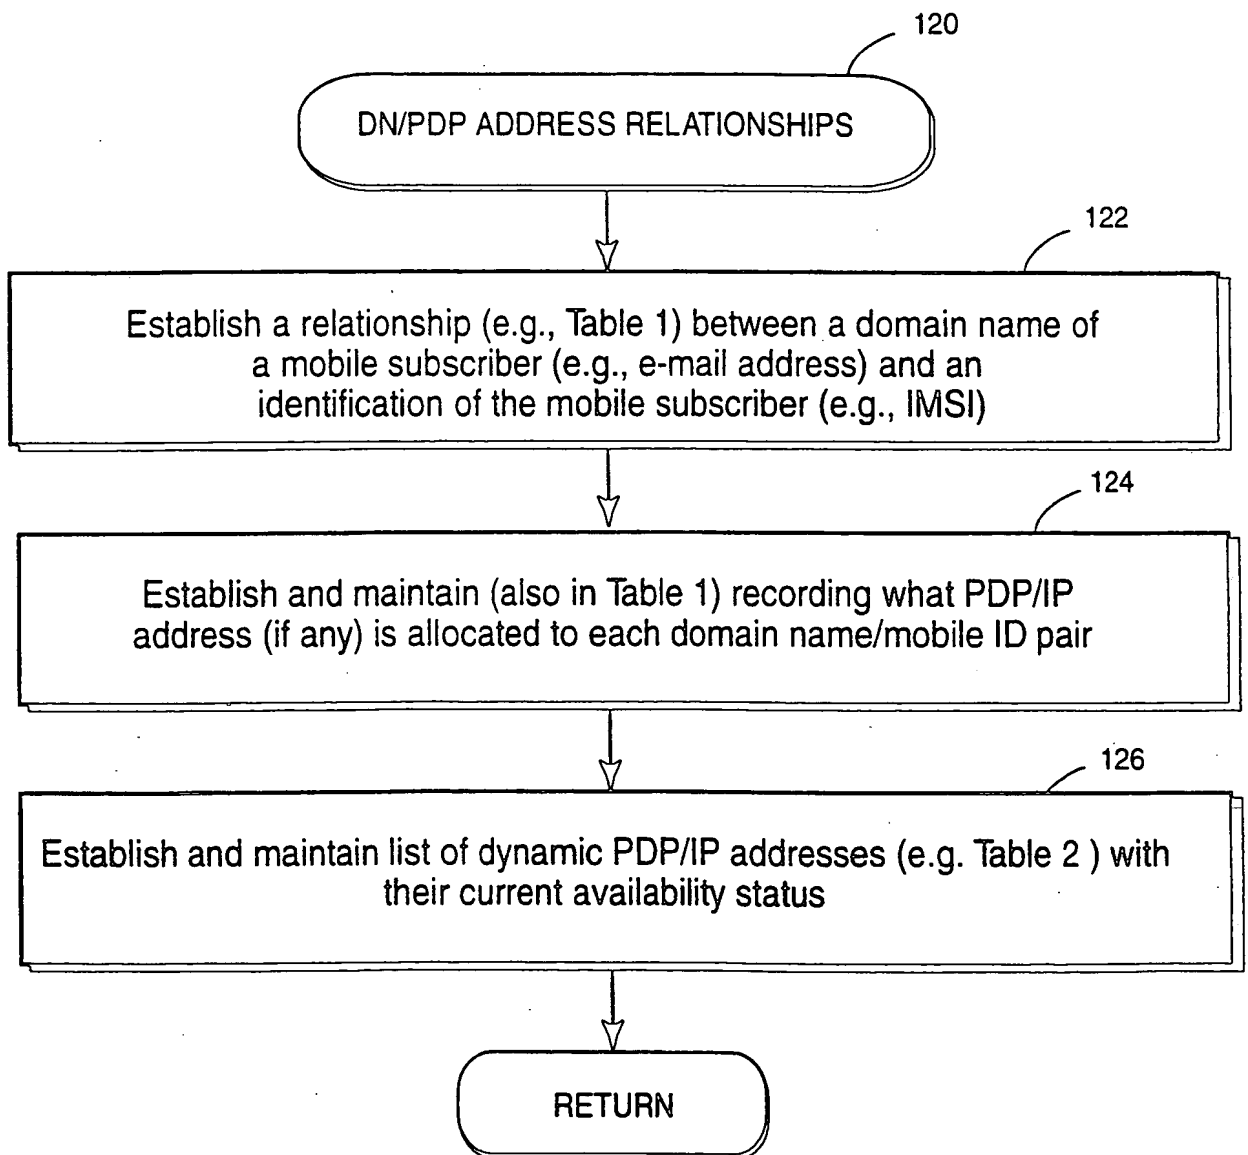 120
DN/PDP ADDRESS RELATIONSHIPS
122
Establish a relationship (e.g., Table 1) between a domain name of
a mobile subscriber (e.g., e-mail address) and an
identification of the mobile subscriber (e.g., IMSI)
124
Establish and maintain (also in Table 1) recording what PDP/IP
address (if any) is allocated to each domain name/mobile ID pair
126
Establish and maintain list of dynamic PDP/IP addresses (e.g. Table 2 ) with
their current availability status
RETURN